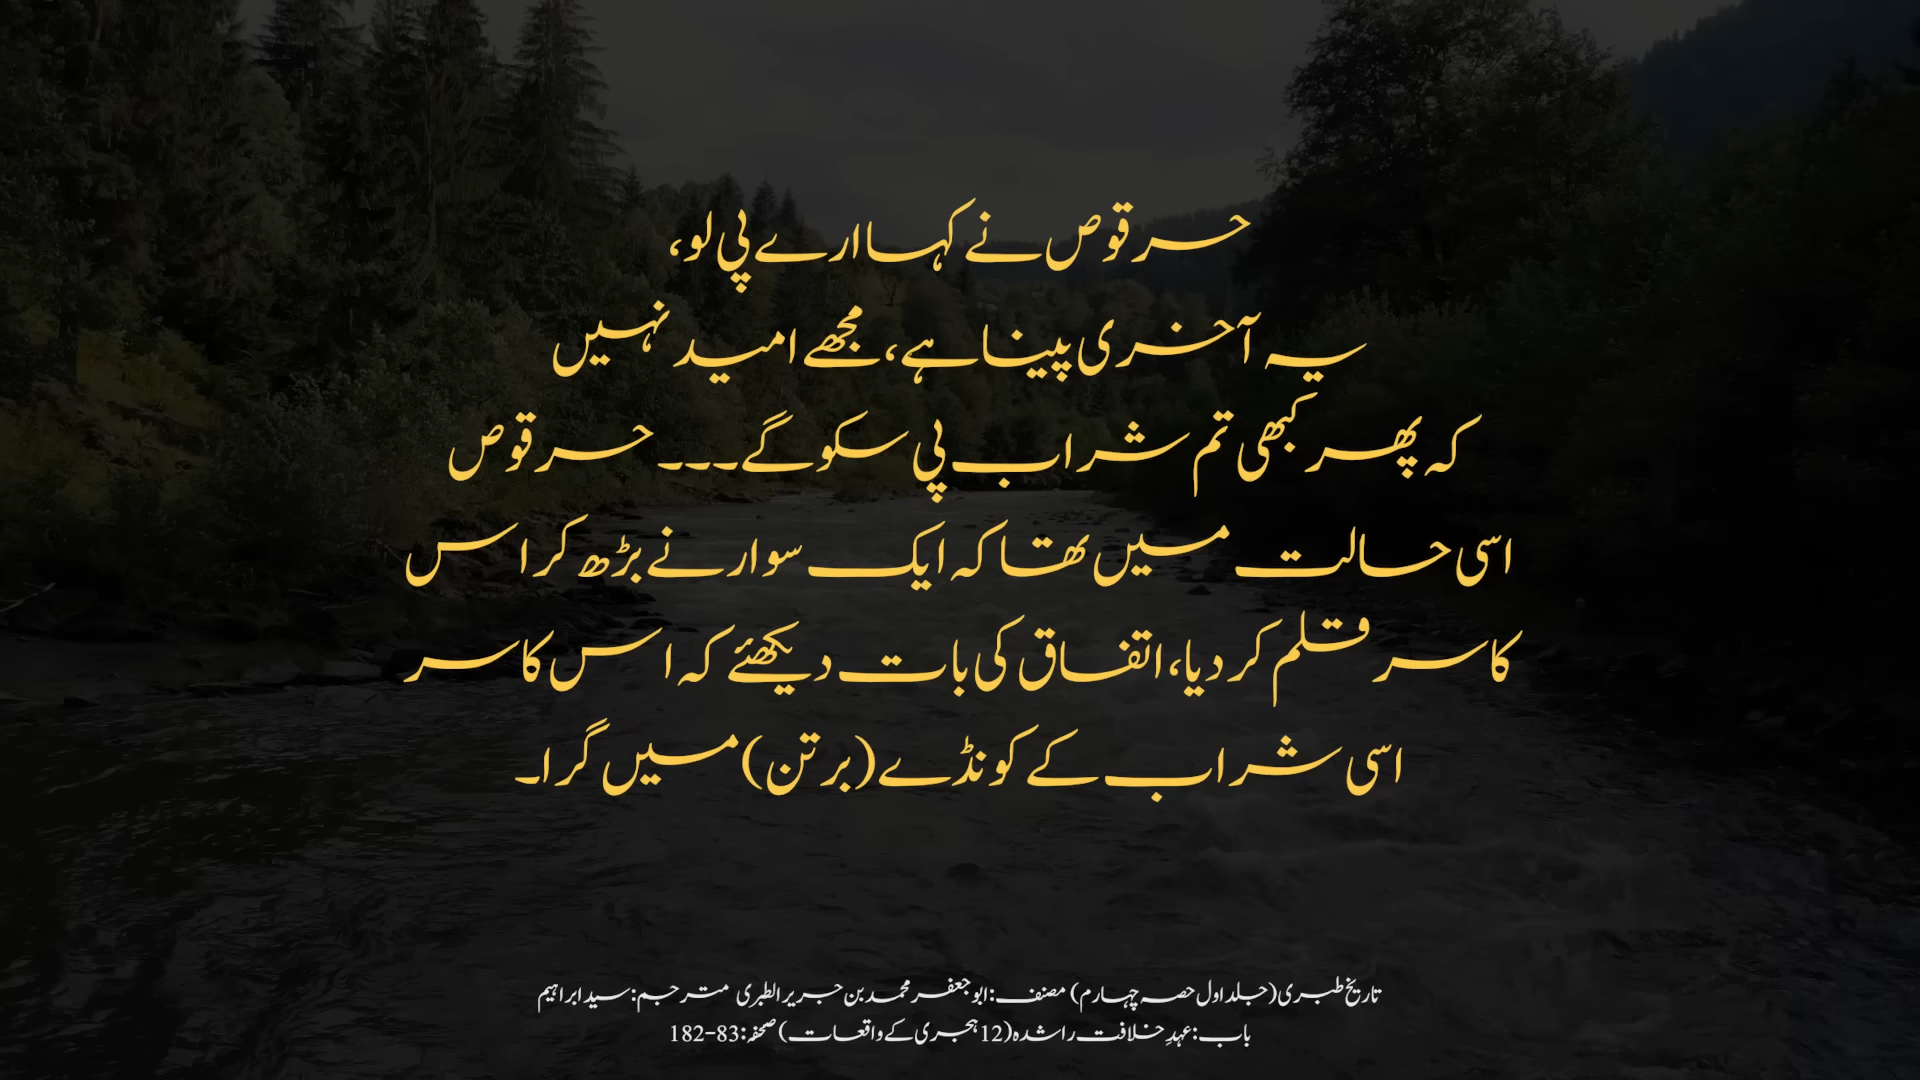 حرقوص نے کہا ارے پی لو،
یہ آخری پینا ہے، مجھے امید نہیں
کہ پھر کبھی تم شراب پی سکو گے۔۔۔ حرقوص
اسی حالت میں تھا کہ ایک سوار نے بڑھ کر اس
کا سر قلم کر دیا، اتفاق کی بات دیکھئے کہ اس کا سر
اسی شراب کے کونڈے (برتن) میں گرا۔
تاریخ طبری (جلد اول حصہ چہارم) مصنف: ابو جعفر محمد بن جریر الطبری مترجم: سید ابراہیم
باب: عہدِ خلافت راشدہ (12 ہجری کے واقعات) صفحہ: 83-182